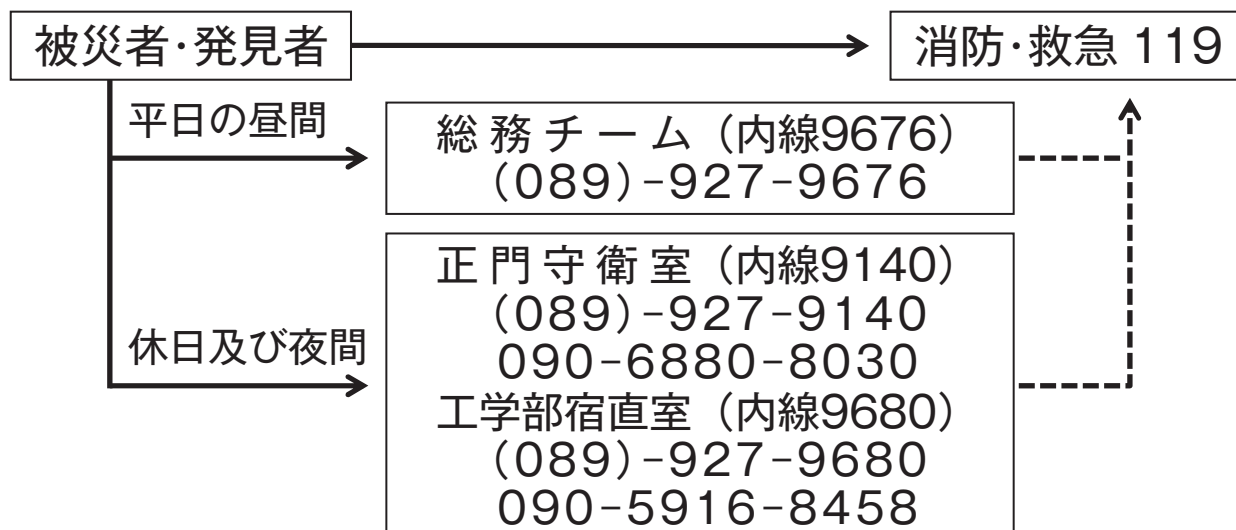 被災者･発見者
消防･救急 119
平日の昼間
総務チーム（内線9676）
(089)-927-9676
休日及び夜間
正門守衛室（内線9140）
(089)-927-9140
090-6880-8030
工学部宿直室（内線9680）
(089)-927-9680
090-5916-8458